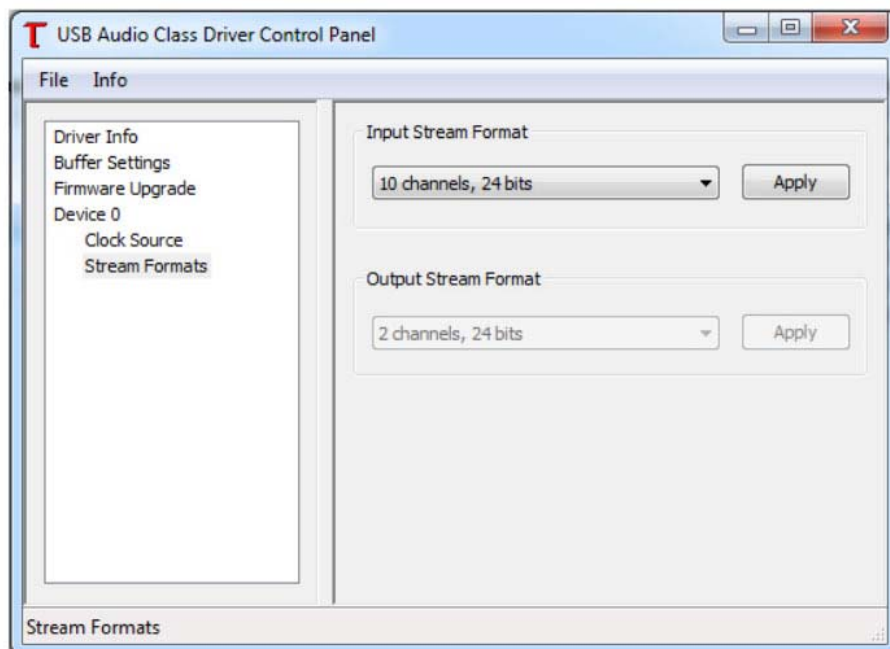 USB Audio Class Driver Control Panel
File Info
Driver Info
Buffer Settings
Firmware Upgrade
Device 0
Clock Source
Stream Formats
Input Stream Format
10 channels, 24 bits
Apply
Output Stream Format
2 channels, 24 bits
Apply
Stream Formats